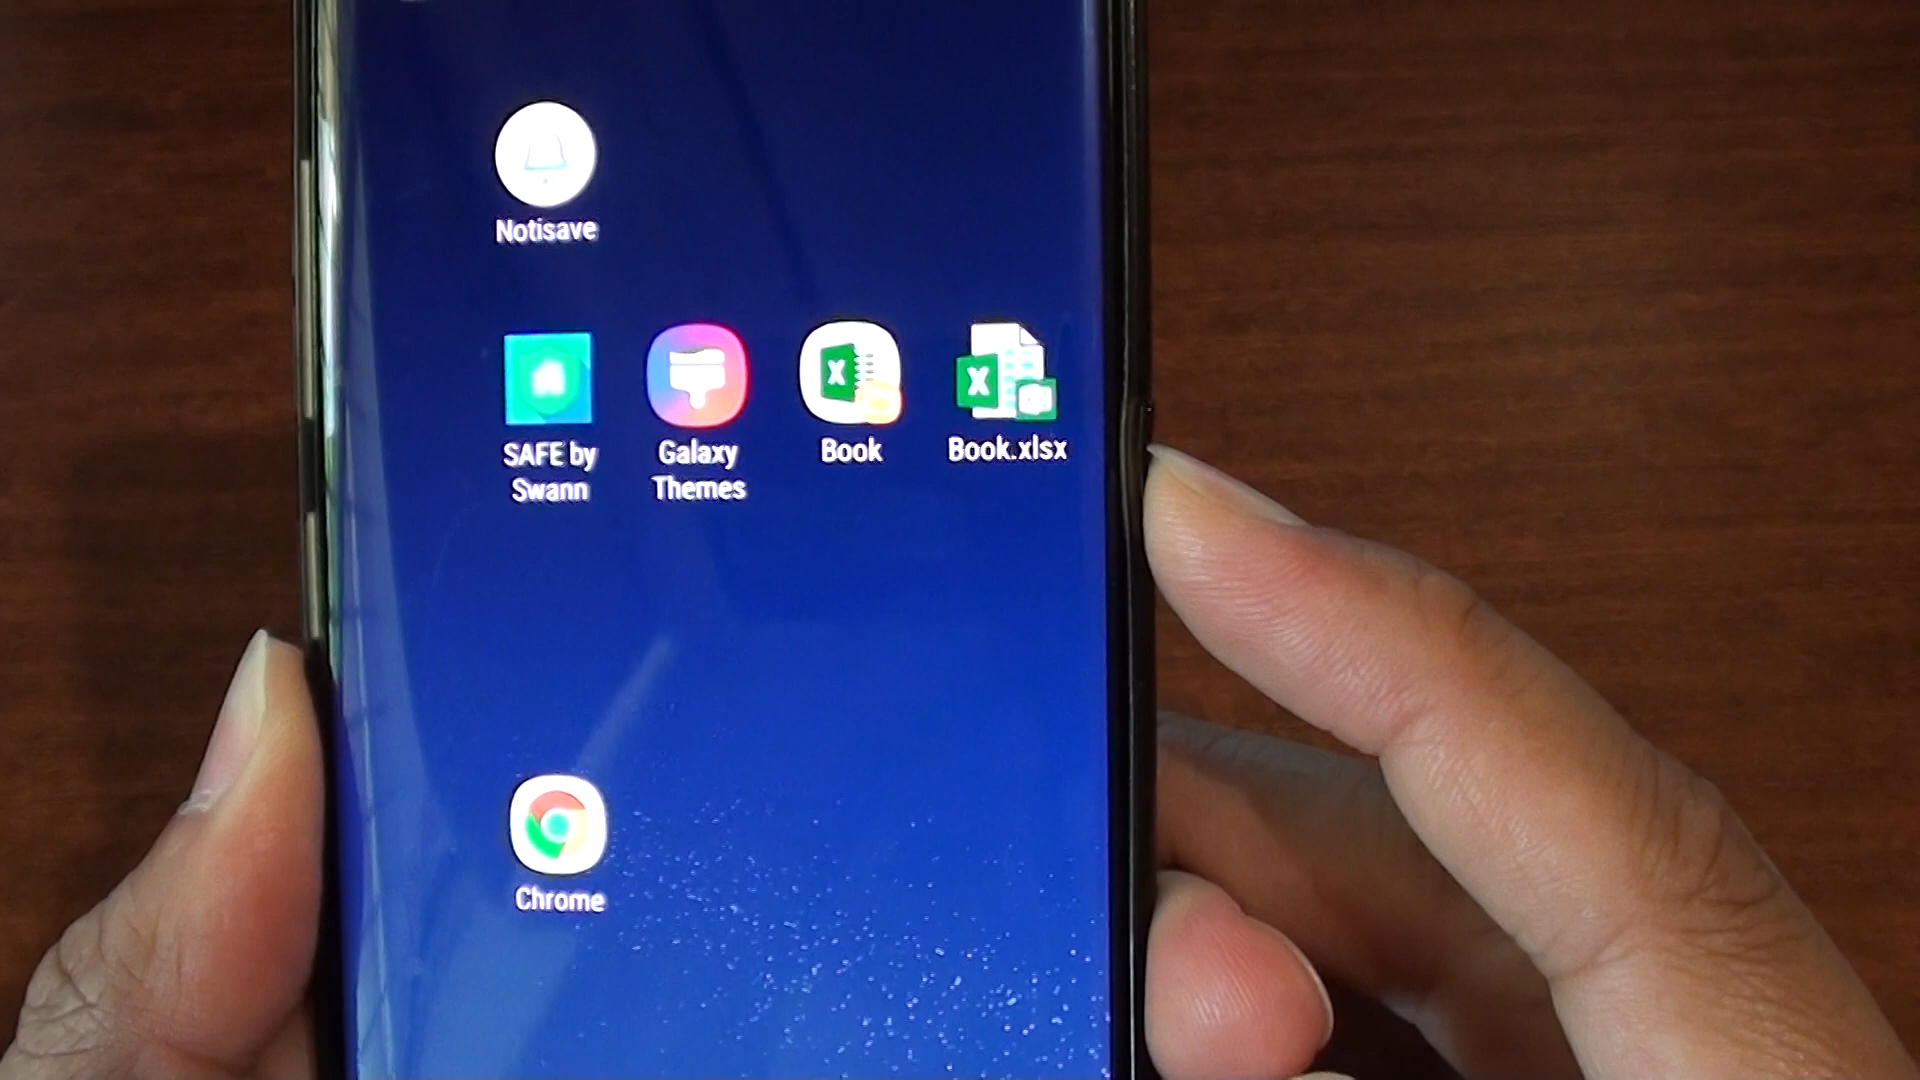 Notisave
SAFE by
Swann
Galaxy
Themes
Book
Book.xlsx
X
X
Chrome